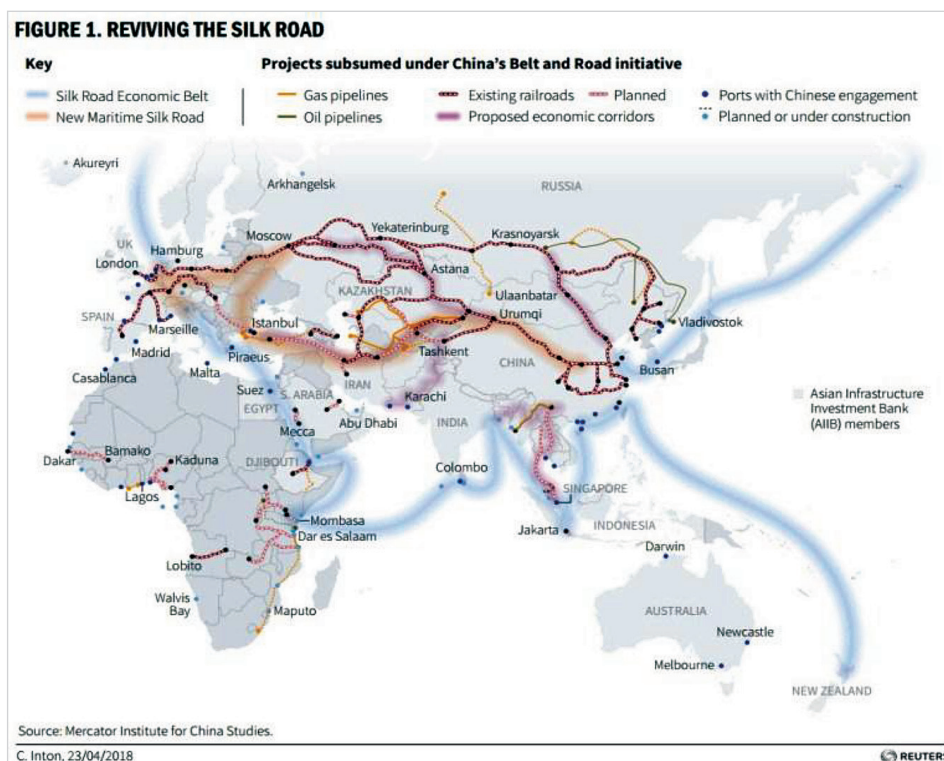 FIGURE 1. REVIVING THE SILK ROAD
Key
Projects subsumed under China's Belt and Road initiative
Silk Road Economic Belt
New Maritime Silk Road
Gas pipelines
Oil pipelines
Existing railroads
Planned
Proposed economic corridors
Ports with Chinese engagement
Planned or under construction
Akureyri
Arkhangelsk
RUSSIA
UK
Hamburg
London
Moscow
Yekaterinburg
Krasnoyarsk
Astana
KAZAKHSTAN
Ulaanbatar
Urumqi
SPAIN
Marseille
Istanbul
Vladivostok
Madrid
Piraeus
Tashkent
CHINA
Busan
Casablanca
Malta
IRAN
Suez
S. ARABIA
Karachi
EGYPT
Abu Dhabi
INDIA
Mecca
Asian Infrastructure
Investment Bank
(AIIB) members
Dakar
Bamako
Kaduna
DJIBOUTI
Colombo
Lagos
SINGAPORE
Mombasa
Jakarta
INDONESIA
Dar es Salaam
Darwin
Lobito
Walvis
Bay
Maputo
AUSTRALIA
Newcastle
Melbourne
NEW ZEALAND
Source: Mercator Institute for China Studies.
C. Inton, 23/04/2018
REUTERS